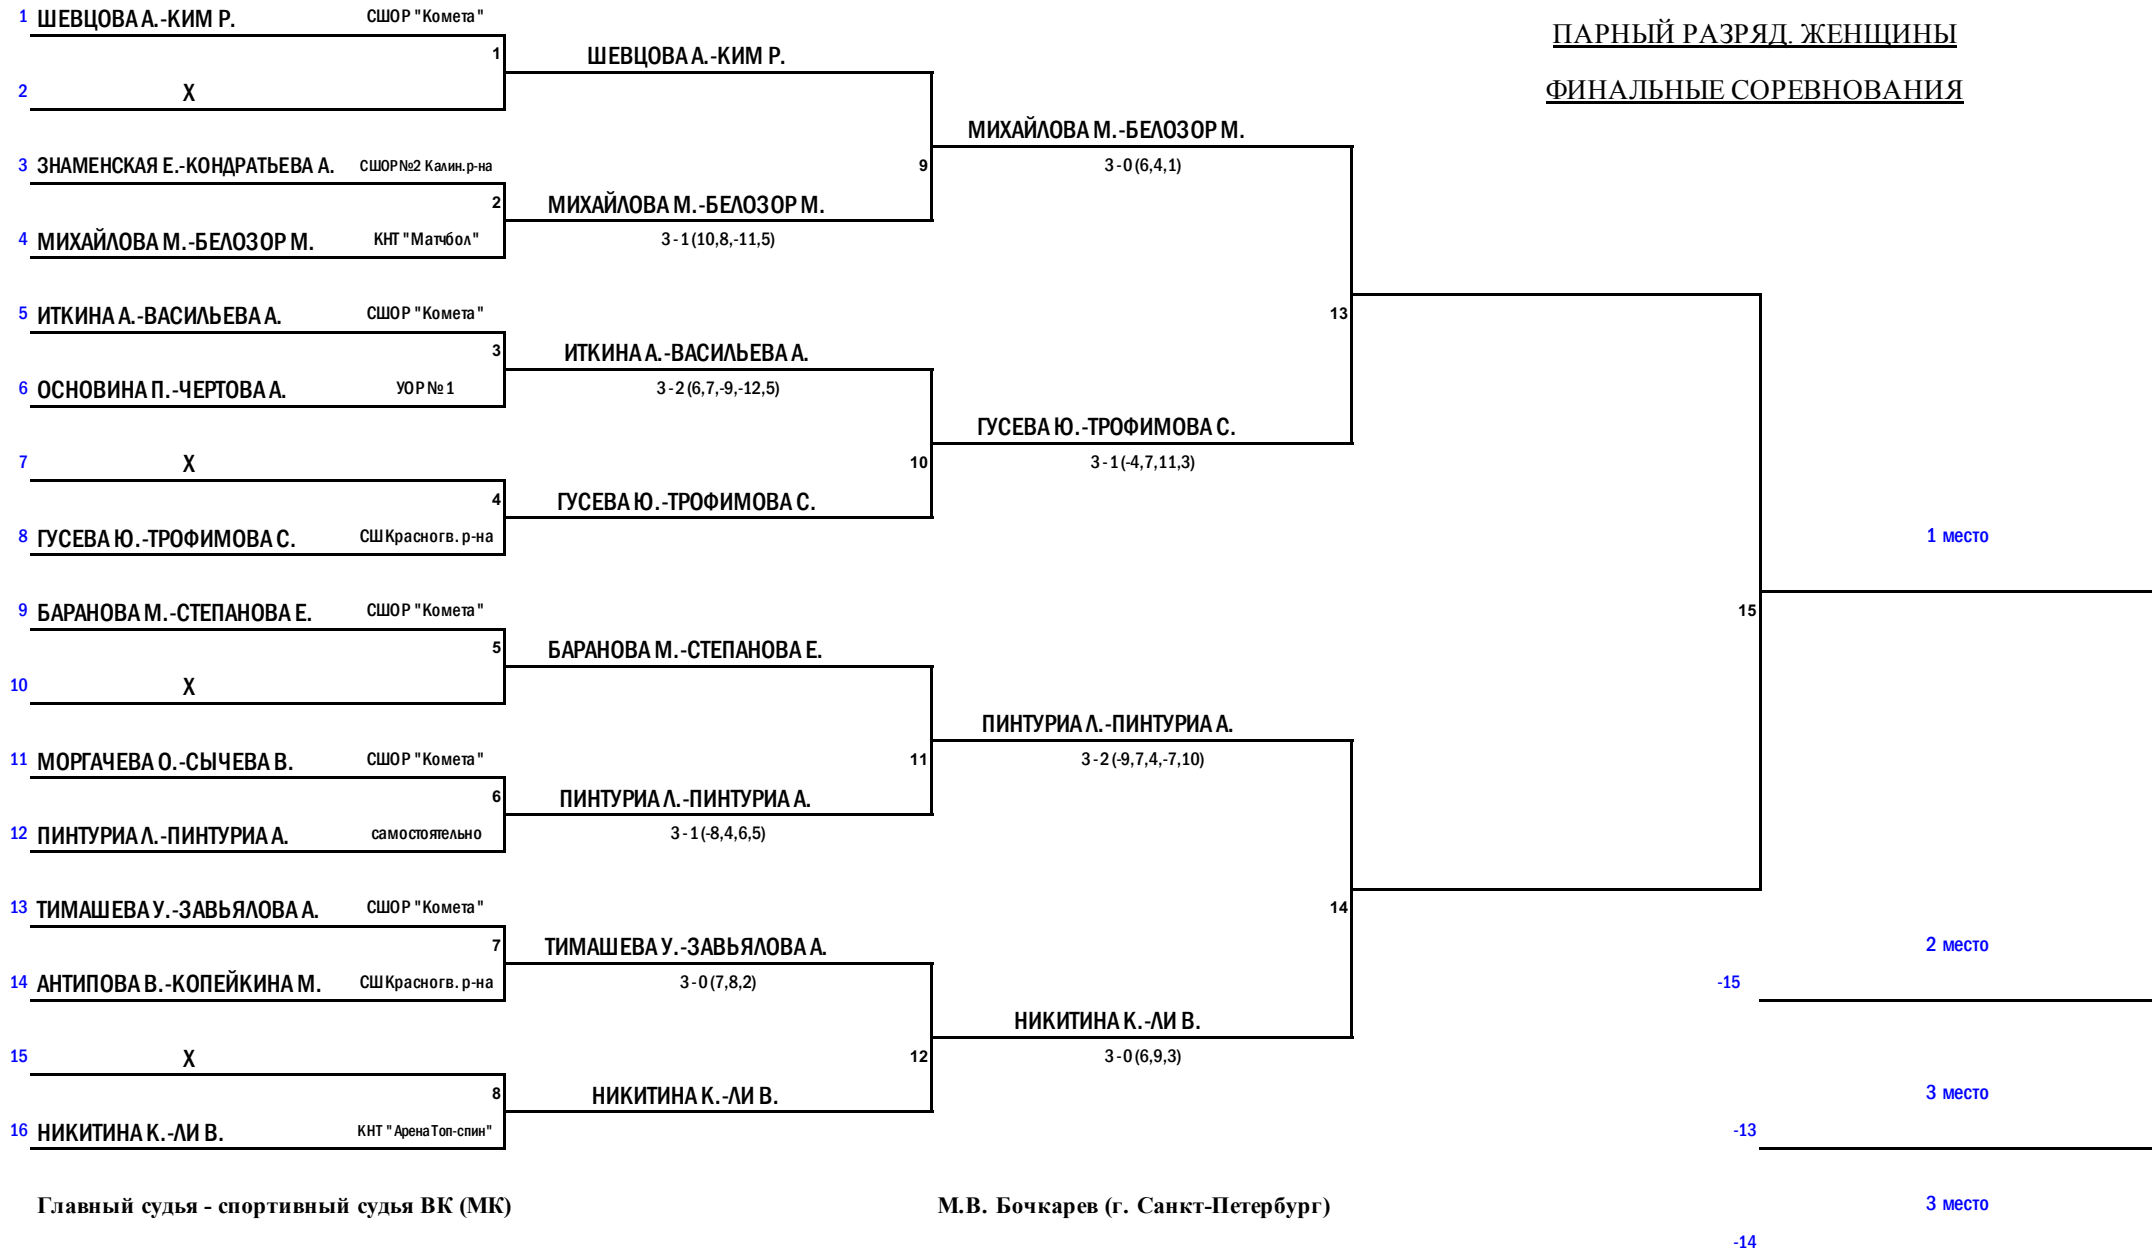 ПАРНЫЙ РАЗРЯД. ЖЕНЩИНЫ
ФИНАЛЬНЫЕ СОРЕВНОВАНИЯ
1 ШЕВЦОВА А.-КИМ Р. СШОР "Комета"
1
ШЕВЦОВА А.-КИМ Р.
2 X
МИХАЙЛОВА М.-БЕЛОЗОР М.
3 ЗНАМЕНСКАЯ Е.-КОНДРАТЬЕВА А. СШОР№2 Калин.р-на
9
3-0 (6,4,1)
2
МИХАЙЛОВА М.-БЕЛОЗОР М.
4 МИХАЙЛОВА М.-БЕЛОЗОР М. КНТ "Матчбол"
3-1 (10,8,-11,5)
5 ИТКИНА А.-ВАСИЛЬЕВА А. СШОР "Комета"
13
3
ИТКИНА А.-ВАСИЛЬЕВА А.
6 ОСНОВИНА П.-ЧЕРТОВА А. УОР № 1
3-2 (6,7,-9,-12,5)
ГУСЕВА Ю.-ТРОФИМОВА С.
7 X
10
3-1 (-4,7,11,3)
4
ГУСЕВА Ю.-ТРОФИМОВА С.
8 ГУСЕВА Ю.-ТРОФИМОВА С. СШ Красногв. р-на
1 место
9 БАРАНОВА М.-СТЕПАНОВА Е. СШОР "Комета"
15
5
БАРАНОВА М.-СТЕПАНОВА Е.
10 X
ПИНТУРИА Л.-ПИНТУРИА А.
11 МОРГАЧЕВА О.-СЫЧЕВА В. СШОР "Комета"
11
3-2 (-9,7,4,-7,10)
6
ПИНТУРИА Л.-ПИНТУРИА А.
12 ПИНТУРИА Л.-ПИНТУРИА А. самостоятельно
3-1 (-8,4,6,5)
13 ТИМАШЕВА У.-ЗАВЬЯЛОВА А. СШОР "Комета"
14
7
ТИМАШЕВА У.-ЗАВЬЯЛОВА А.
2 место
14 АНТИПОВА В.-КОПЕЙКИНА М. СШ Красногв. р-на
3-0 (7,8,2)
-15
НИКИТИНА К.-ЛИ В.
15 X
12
3-0 (6,9,3)
8
НИКИТИНА К.-ЛИ В.
3 место
16 НИКИТИНА К.-ЛИ В. КНТ "Арена Топ-спин"
-13
Главный судья - спортивный судья ВК (МК) М.В. Бочкарев (г. Санкт-Петербург)
3 место
-14